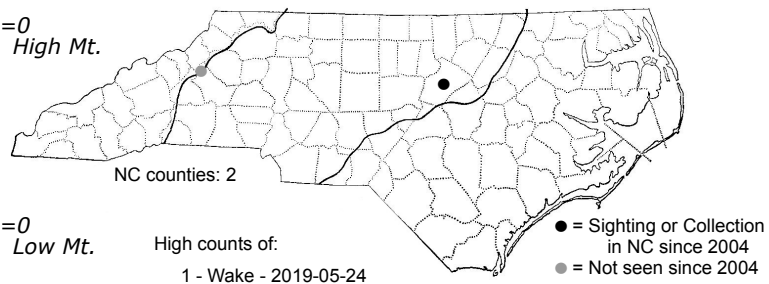 =0
High Mt.
NC counties: 2
=0
Low Mt.
High counts of:
1 - Wake - 2019-05-24
● = Sighting or Collection
in NC since 2004
● = Not seen since 2004